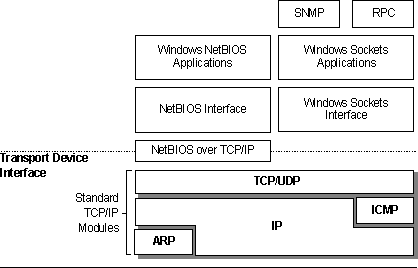 SNMP
RPC
Windows NetBIOS
Applications
Windows Sockets
Applications
NetBIOS Interface
Windows Sockets
Interface
NetBIOS over TCP/IP
Transport Device
Interface
Standard
TCP/IP
Modules
TCP/UDP
ICMP
IP
ARP